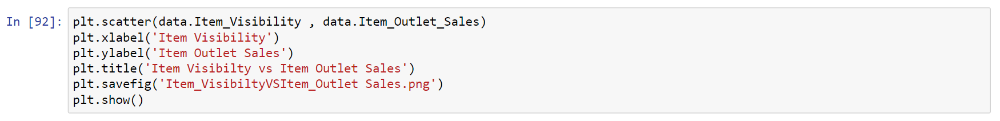 In [92]: plt.scatter(data.Item_Visibility , data.Item_Outlet_Sales)
plt.xlabel('Item Visibility')
plt.ylabel('Item Outlet Sales')
plt.title('Item Visibilty vs Item Outlet Sales')
plt.savefig('Item_VisibiltyVSItem_Outlet Sales.png')
plt.show()